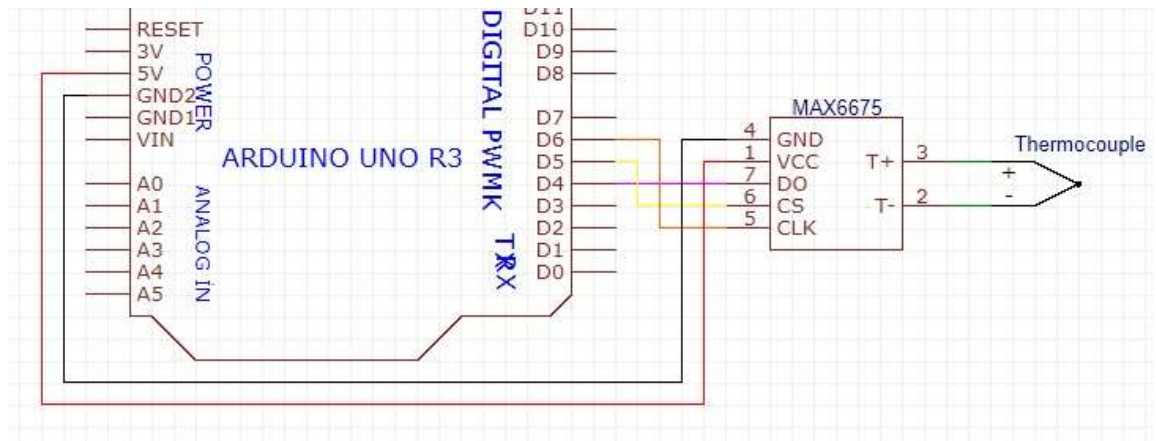 D11
RESET
3V
5V
GND2
GND1
VIN
A0
A1
A2
A3
A4
A5
POWER
ANALOG İN
ARDUINO UNO R3
DIGITAL PWMK
TX
RX
D10
D9
D8
D7
D6
D5
D4
D3
D2
D1
D0
MAX6675
4 GND
1 VCC
7 DO
6 CS
5 CLK
T+ 3
T- 2
Thermocouple
+
-